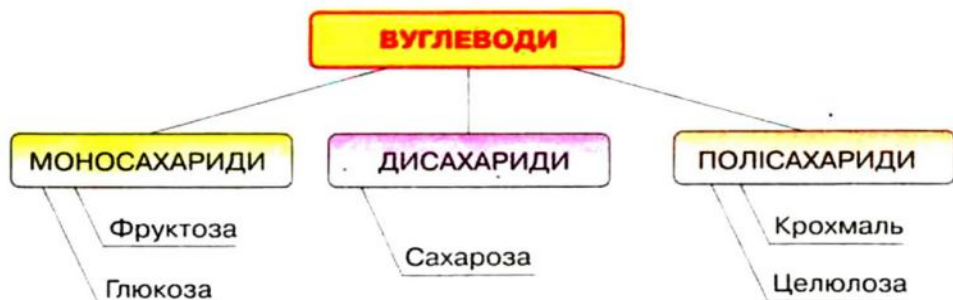 ВУГЛЕВОДИ
МОНОСАХАРИДИ
Фруктоза
Глюкоза
ДИСАХАРИДИ
Сахароза
ПОЛІСАХАРИДИ
Крохмаль
Целюлоза